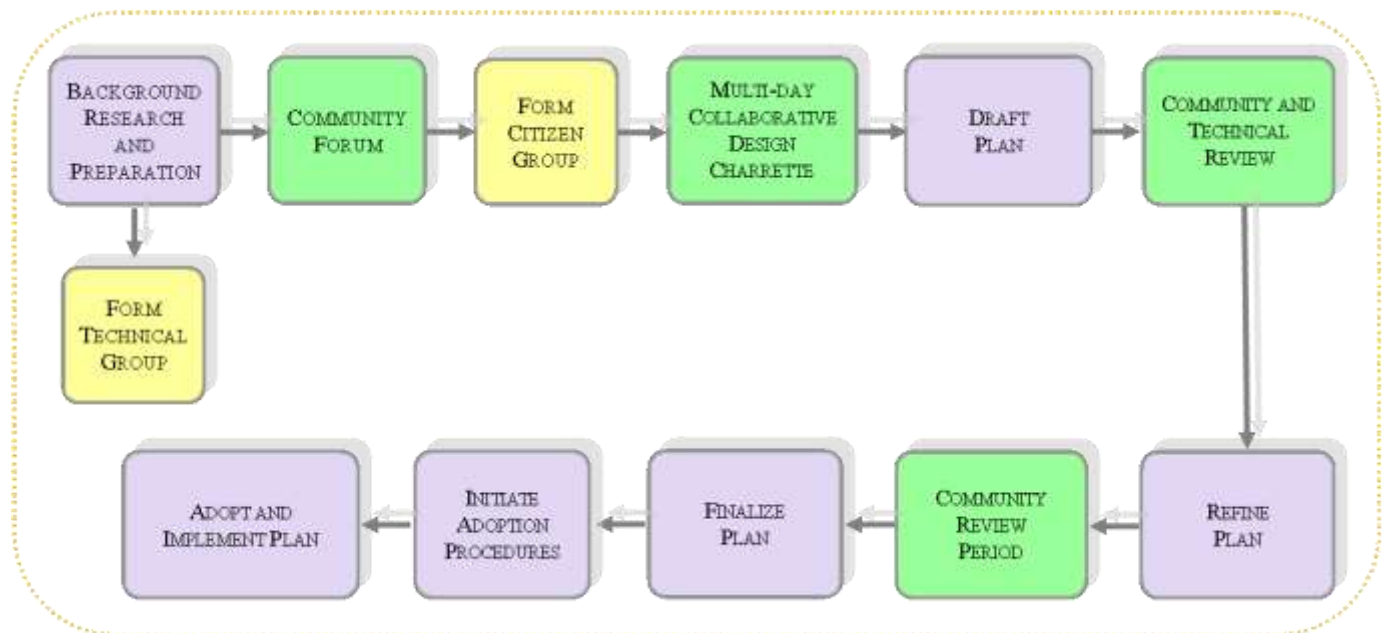 BACKGROUND
RESEARCH
AND
PREPARATION
COMMUNITY
FORUM
FORM
CITIZEN
GROUP
MULTI-DAY
COLLABORATIVE
DESIGN
CHARRETTE
DRAFT
PLAN
COMMUNITY AND
TECHNICAL
REVIEW
FORM
TECHNICAL
GROUP
ADOPT AND
IMPLEMENT PLAN
INITIATE
ADOPTION
PROCEDURES
FINALIZE
PLAN
COMMUNITY
REVIEW
PERIOD
REFINE
PLAN